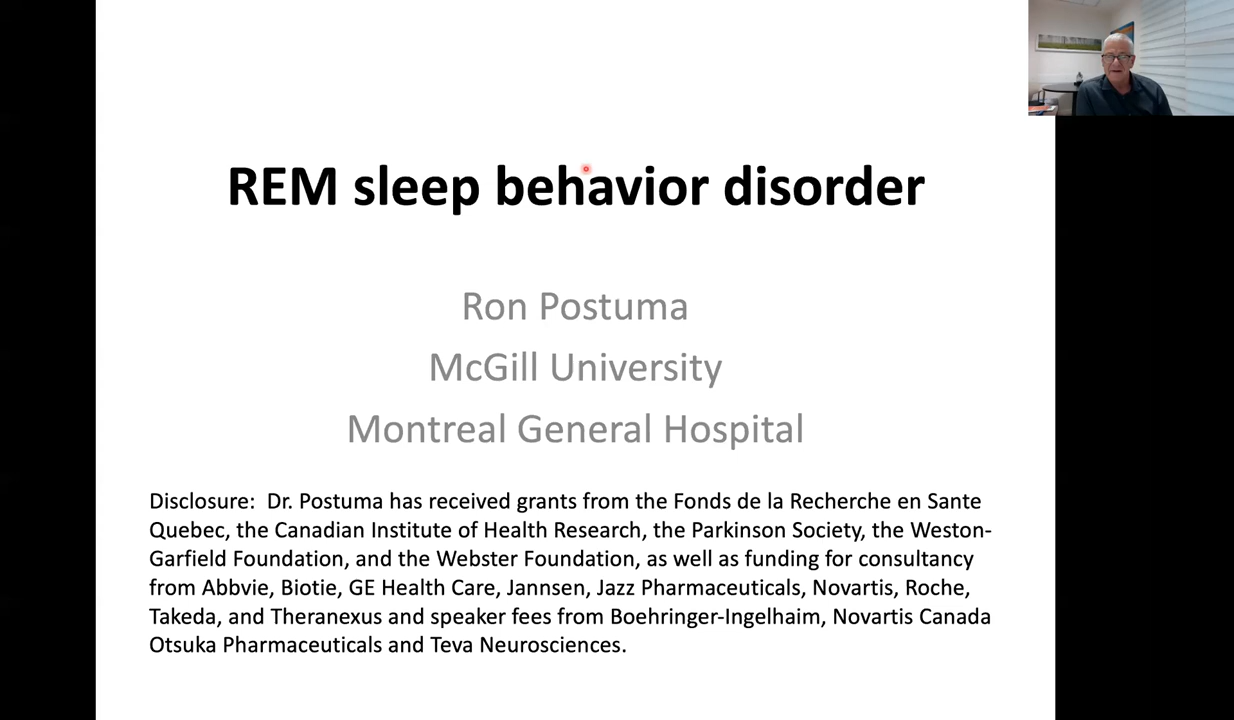 REM sleep behavior disorder
Ron Postuma
McGill University
Montreal General Hospital
Disclosure:  Dr. Postuma has received grants from the Fonds de la Recherche en Sante
Quebec, the Canadian Institute of Health Research, the Parkinson Society, the Weston-
Garfield Foundation, and the Webster Foundation, as well as funding for consultancy
from Abbvie, Biotie, GE Health Care, Jannsen, Jazz Pharmaceuticals, Novartis, Roche,
Takeda, and Theranexus and speaker fees from Boehringer-Ingelhaim, Novartis Canada
Otsuka Pharmaceuticals and Teva Neurosciences.